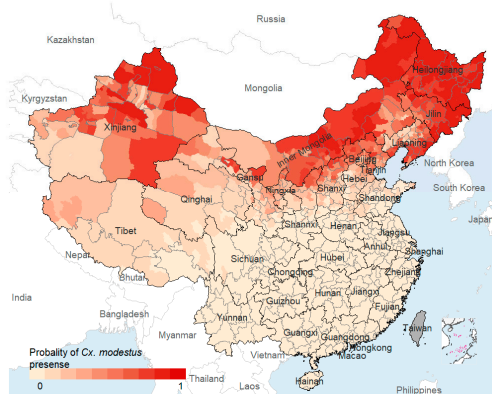 Russia
Kazakhstan
Mongolia
Heilongjiang
Kyrgyzstan
Jilin
Xinjiang
Inner Mongolia
Liaoning
Beijing
Tianjin
North Korea
Gansu
Hebei
Ningxia
Shanxi
South Korea
Qinghai
Shandong
Japa
Shannxi
Henan
Jiangsu
Tibet
Anhui
Shanghai
Nepal
Sichuan
Hubei
Chongqing
Zhejiang
Bhutan
India
Guizhou
Hunan
Jiangxi
Fujian
Bangladesh
Yunnan
Taiwan
Guangxi
Guangdong
Hongkong
Macao
Myanmar
Vietnam
Hainan
Laos
Thailand
Philippines
Probality of Cx. modestus
presense
0
1